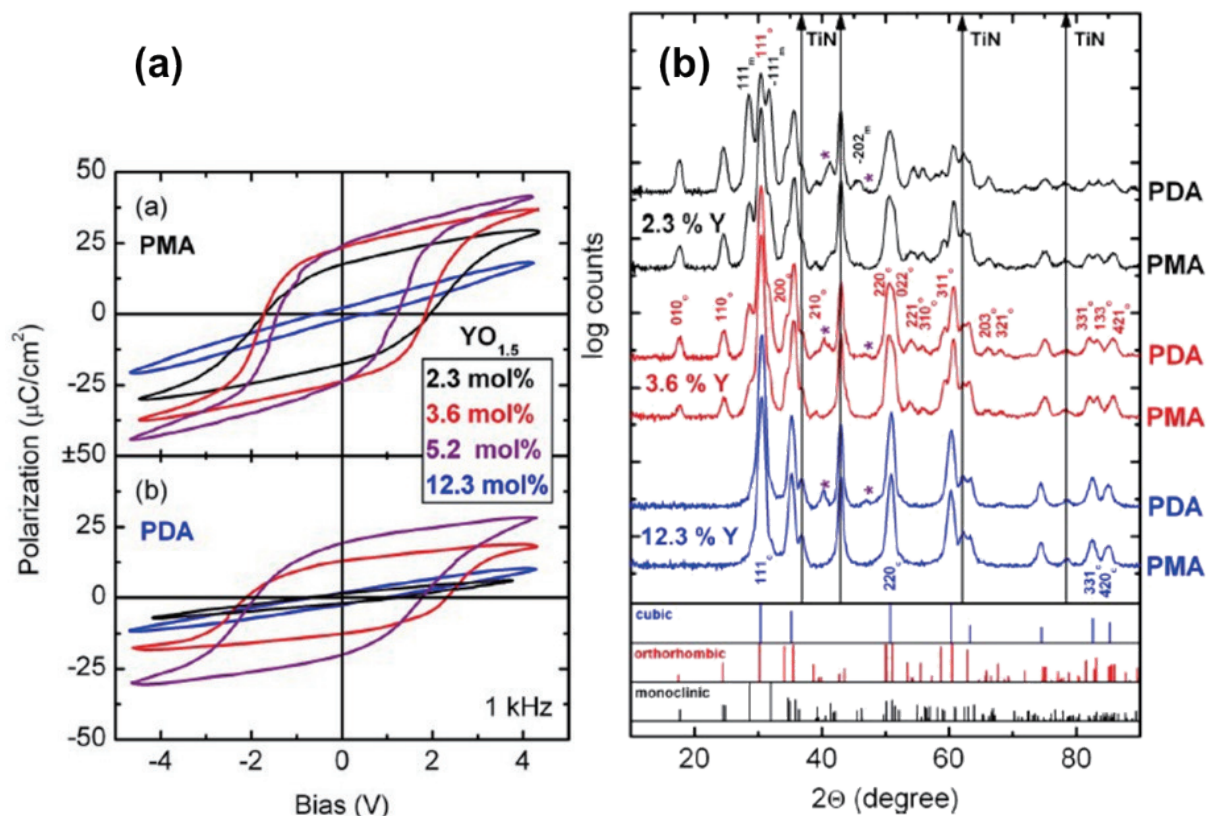 (a)
50
25
0
-25
±50
25
0
-25
-50
(a)
PMA
YO1.5
2.3 mol%
3.6 mol%
5.2 mol%
12.3 mol%
(b)
PDA
1 kHz
-4 -2 0 2 4
Bias (V)
Polarization (μC/cm²)
(b)
log counts
TiN TiN TiN
111m
111o
-111m
*
-202m
*
PDA
2.3 % Y
PMA
010o
110o
200o
210o
*
220o
022o
*
221o
310o
311o
203o
321o
331o
133o
421o
PDA
3.6 % Y
PMA
*
*
PDA
12.3 % Y
PMA
111c
220c
331c
420c
cubic
orthorhombic
monoclinic
20 40 60 80
2Θ (degree)